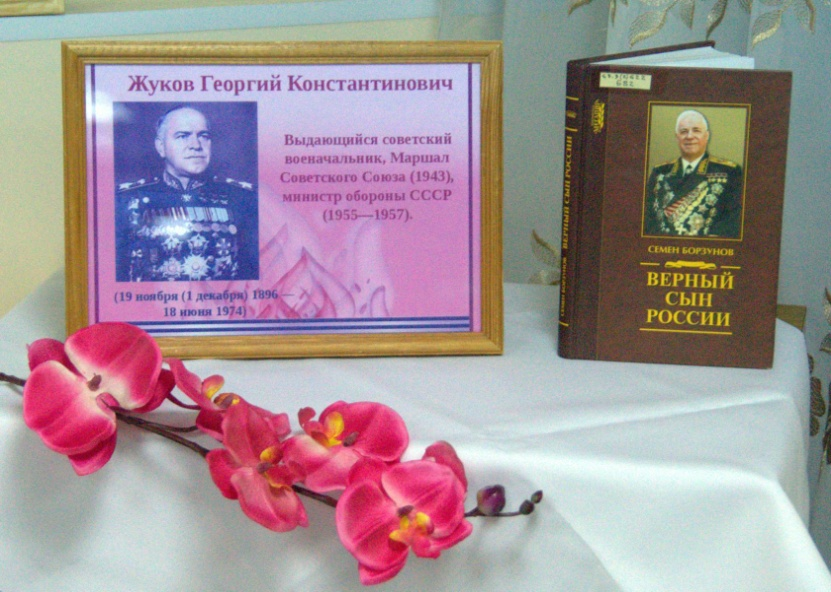 Жуков Георгий Константинович
Выдающийся советский
военачальник, Маршал
Советского Союза (1943),
министр обороны СССР
(1955—1957).
(19 ноября (1 декабря) 1896 —
18 июня 1974)
СЕМЕН БОРЗУНОВ
ВЕРНЫЙ
СЫН
РОССИИ
СЕМЕН БОРЗУНОВ ВЕРНЫЙ СЫН РОССИИ